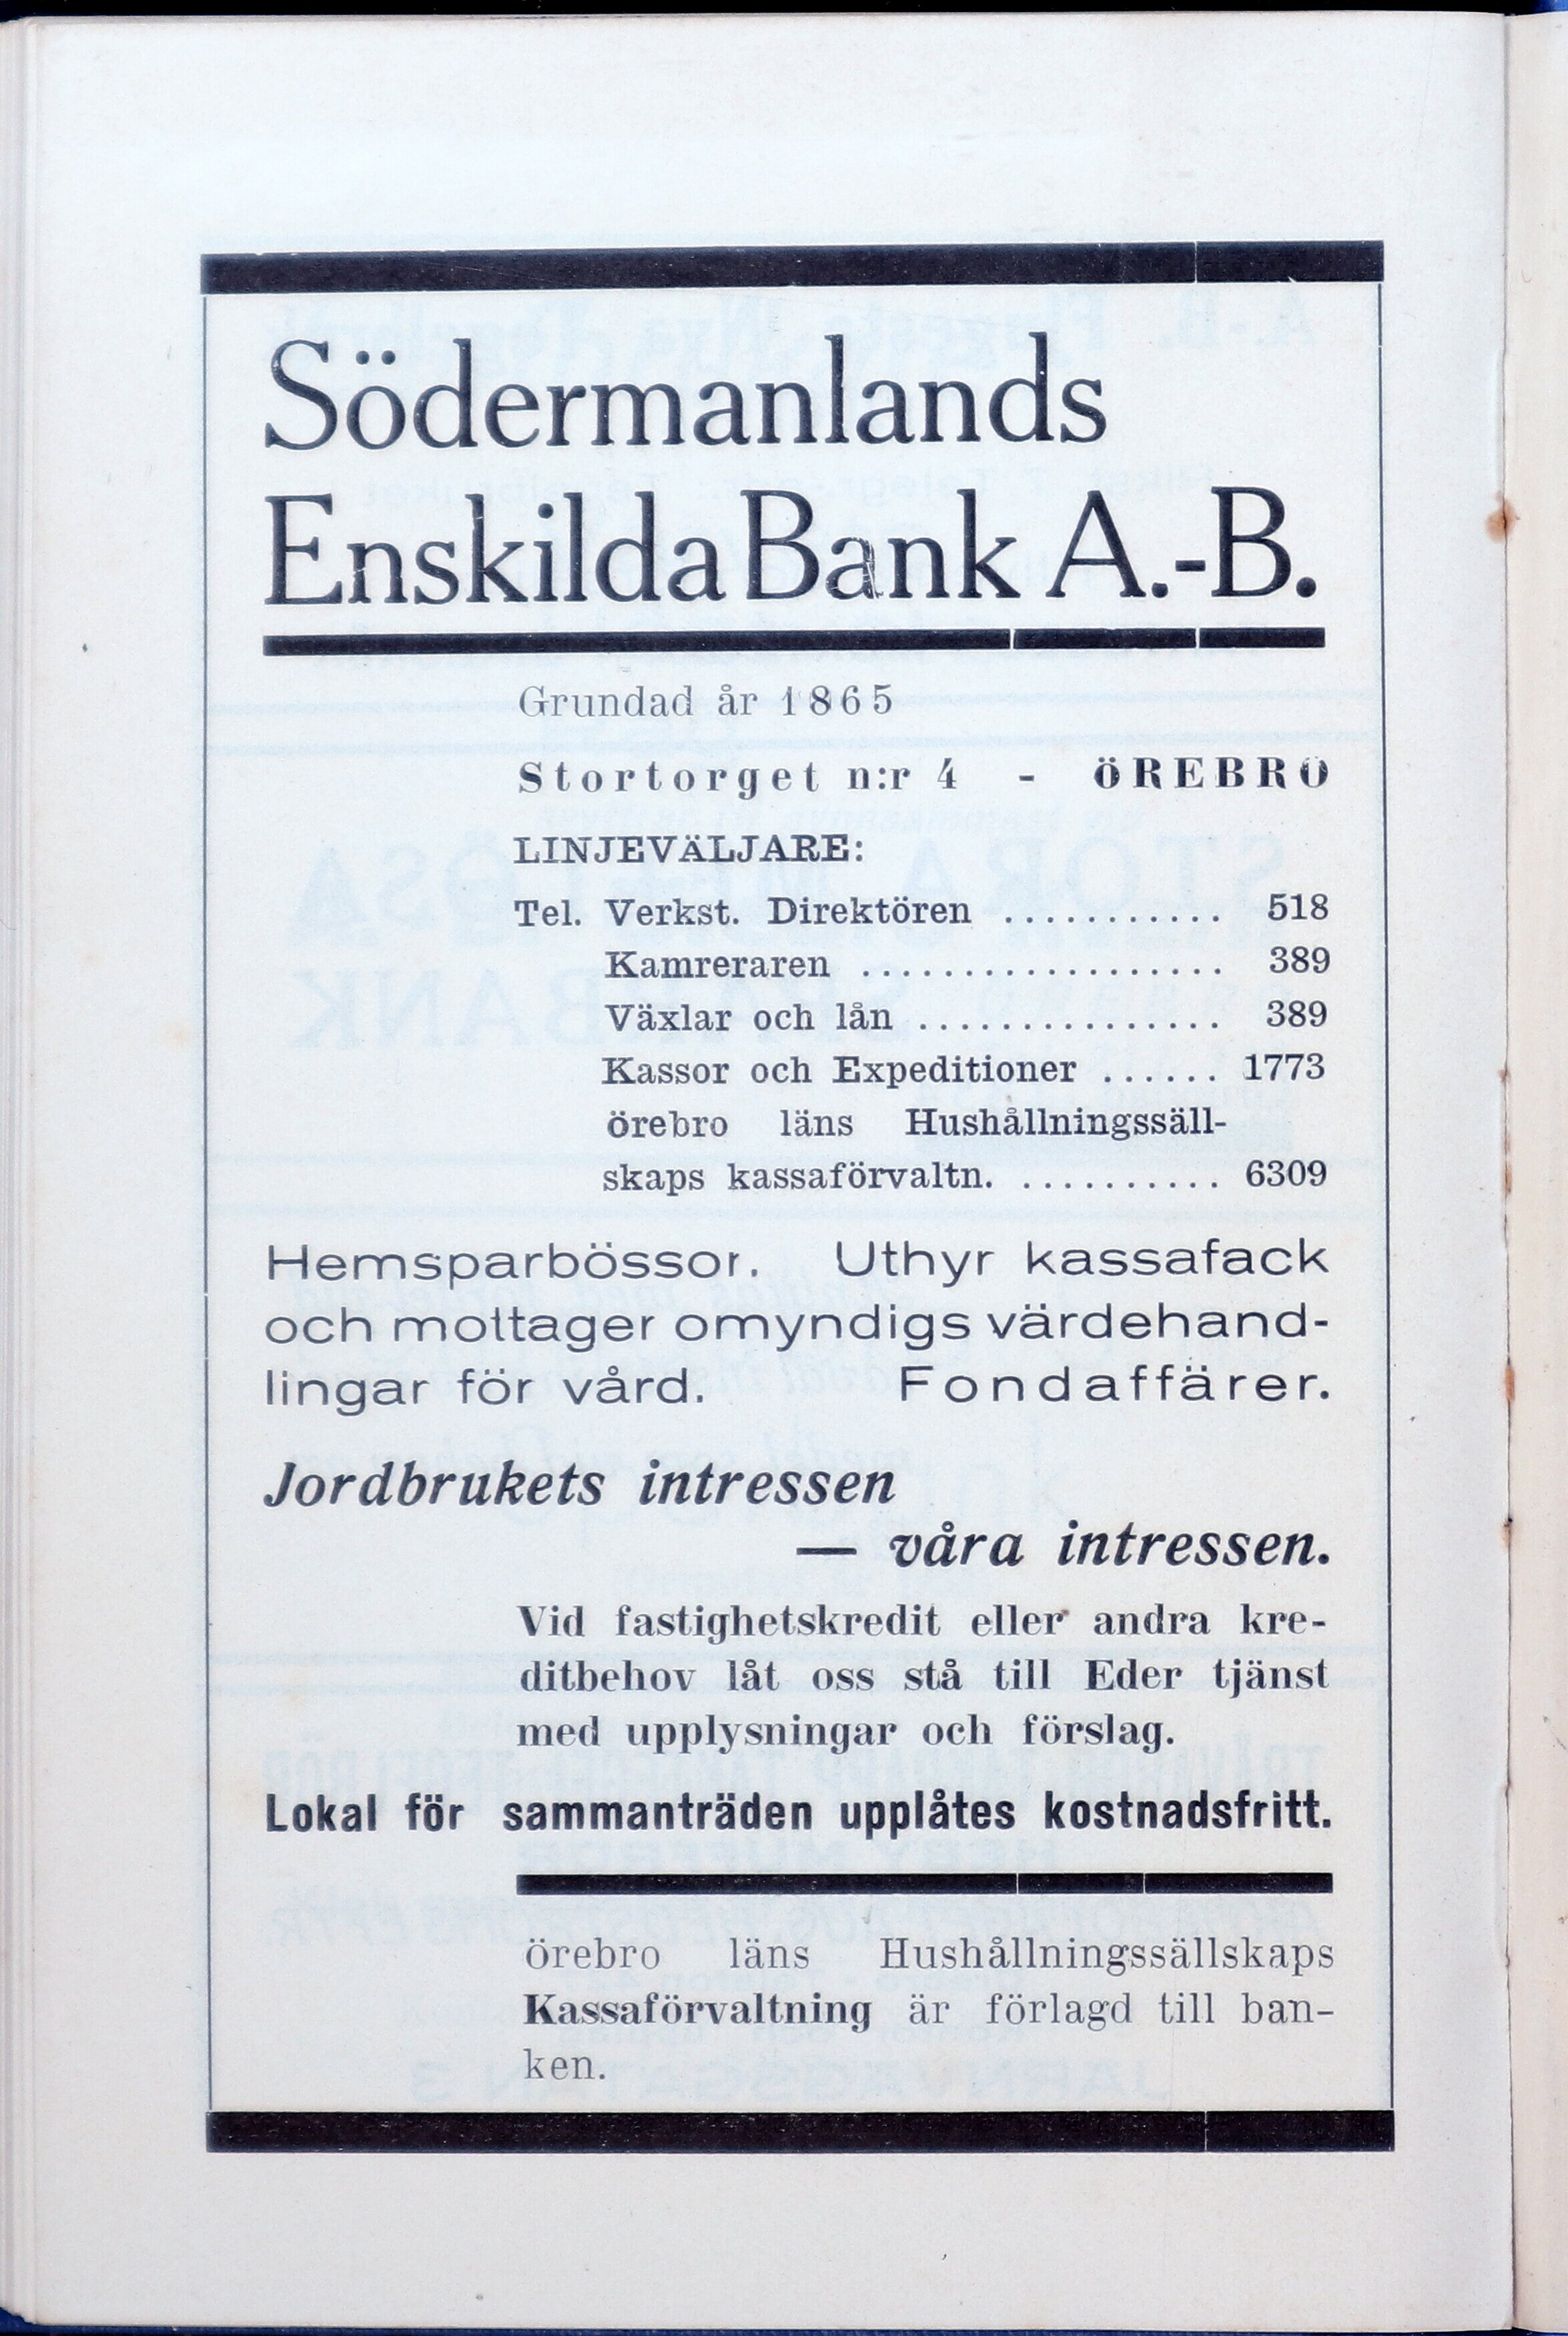 Södermanlands
Enskilda Bank A.-B.
Grundad år 1865
Stortorget n:r 4 - ÖREBRO
LINJEVÄLJARE:
Tel. Verkst. Direktören ........... 518
Kamreraren .................. 389
Växlar och lån ............... 389
Kassor och Expeditioner ...... 1773
örebro läns Hushållningssäll-
skaps kassaförvaltn. .......... 6309
Hemsparbössor. Uthyr kassafack
och mottager omyndigs värdehand-
lingar för vård. Fondaffärer.
Jordbrukets intressen
— våra intressen.
Vid fastighetskredit eller andra kre-
ditbehov låt oss stå till Eder tjänst
med upplysningar och förslag.
Lokal för sammanträden upplåtes kostnadsfritt.
örebro läns Hushållningssällskaps
Kassaförvaltning är förlagd till ban-
ken.